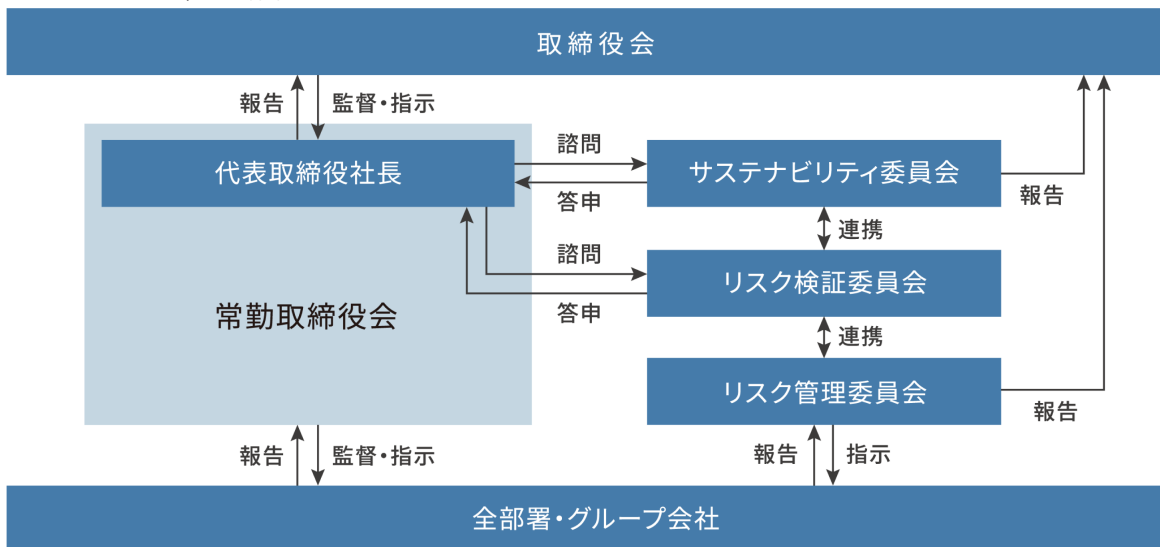 取締役会
報告
監督・指示
代表取締役社長
諮問
答申
サステナビリティ委員会
報告
連携
諮問
答申
リスク検証委員会
常勤取締役会
連携
リスク管理委員会
報告
報告
監督・指示
報告
指示
全部署・グループ会社